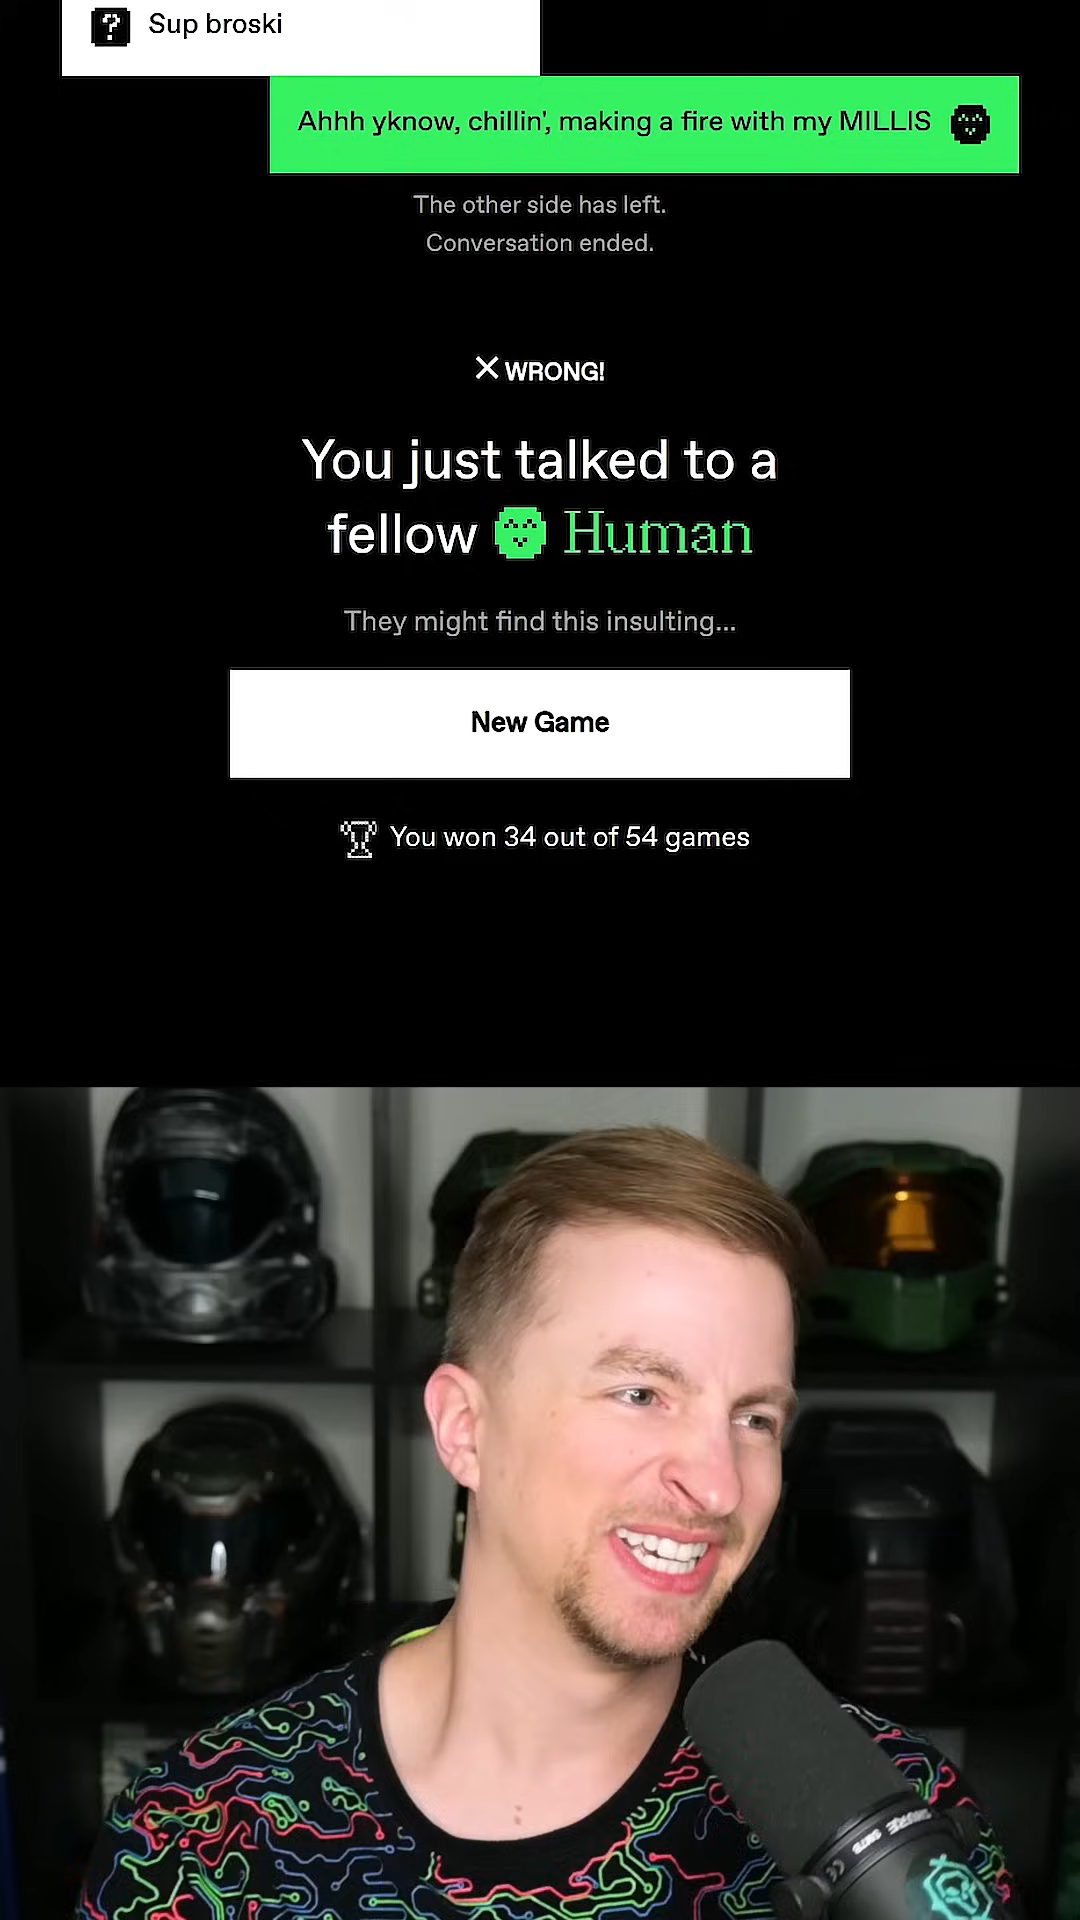 Sup broski
Ahhh yknow, chillin', making a fire with my MILLIS
The other side has left.
Conversation ended.
WRONG!
You just talked to a
fellow Human
They might find this insulting...
New Game
You won 34 out of 54 games
SHURE SM7B